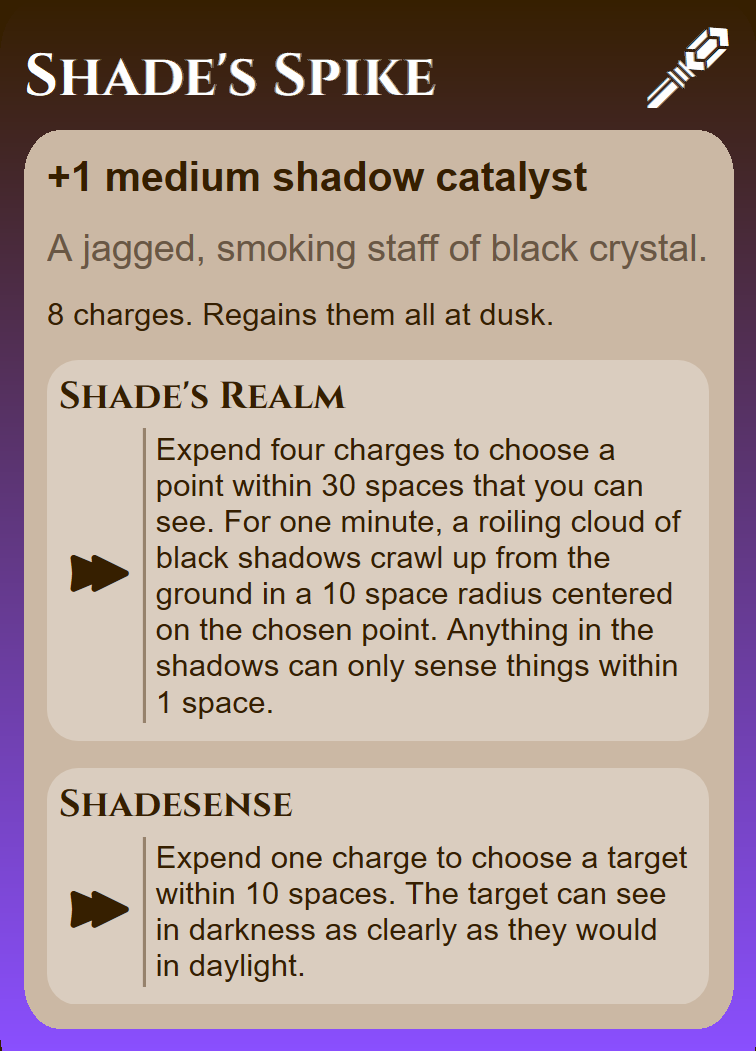 Shade's Spike
+1 medium shadow catalyst
A jagged, smoking staff of black crystal.
8 charges. Regains them all at dusk.
Shade's Realm
Expend four charges to choose a
point within 30 spaces that you can
see. For one minute, a roiling cloud of
black shadows crawl up from the
ground in a 10 space radius centered
on the chosen point. Anything in the
shadows can only sense things within
1 space.
Shadesense
Expend one charge to choose a target
within 10 spaces. The target can see
in darkness as clearly as they would
in daylight.